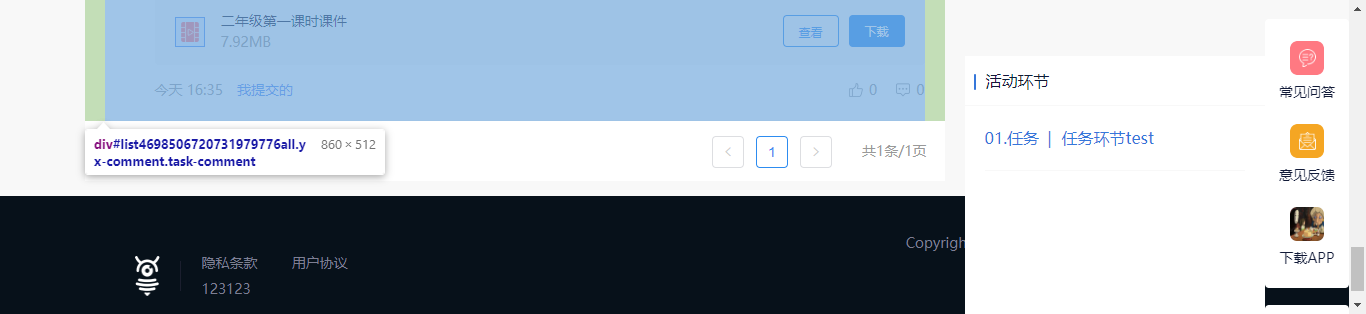 二年级第一课时课件
7.92MB
查看
下载
今天 16:35 我提交的
0
0
div#list4698506720731979776all.y
x-comment.task-comment
860 × 512
1
共1条/1页
活动环节
01.任务 | 任务环节test
常见问答
意见反馈
下载APP
Copyrigh
隐私条款
用户协议
123123